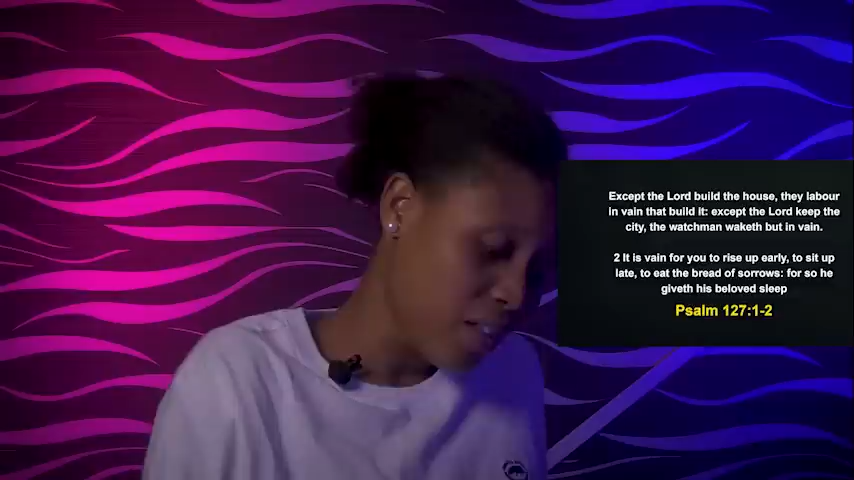 Except the Lord build the house, they labour
in vain that build it: except the Lord keep the
city, the watchman waketh but in vain.
2 It is vain for you to rise up early, to sit up
late, to eat the bread of sorrows: for so he
giveth his beloved sleep
Psalm 127:1-2